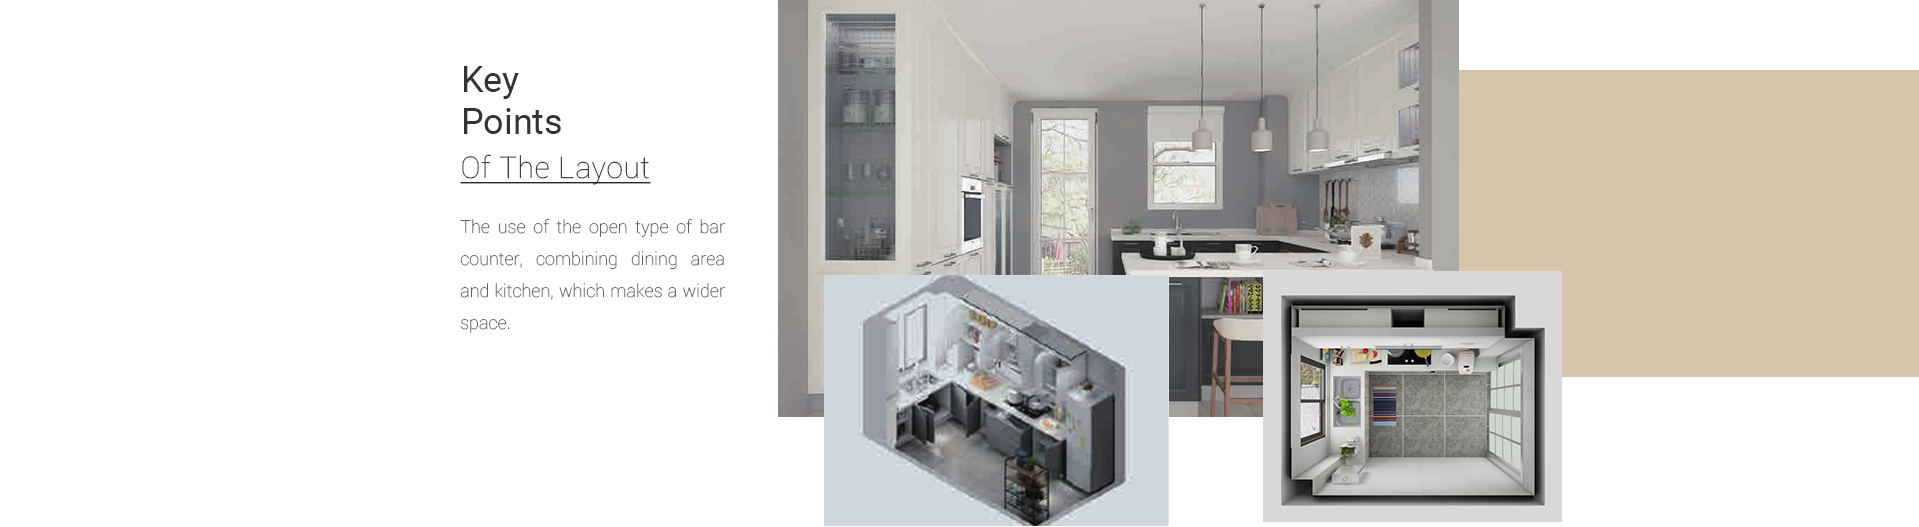 Key
Points
Of The Layout
The use of the open type of bar
counter, combining dining area
and kitchen, which makes a wider
space.